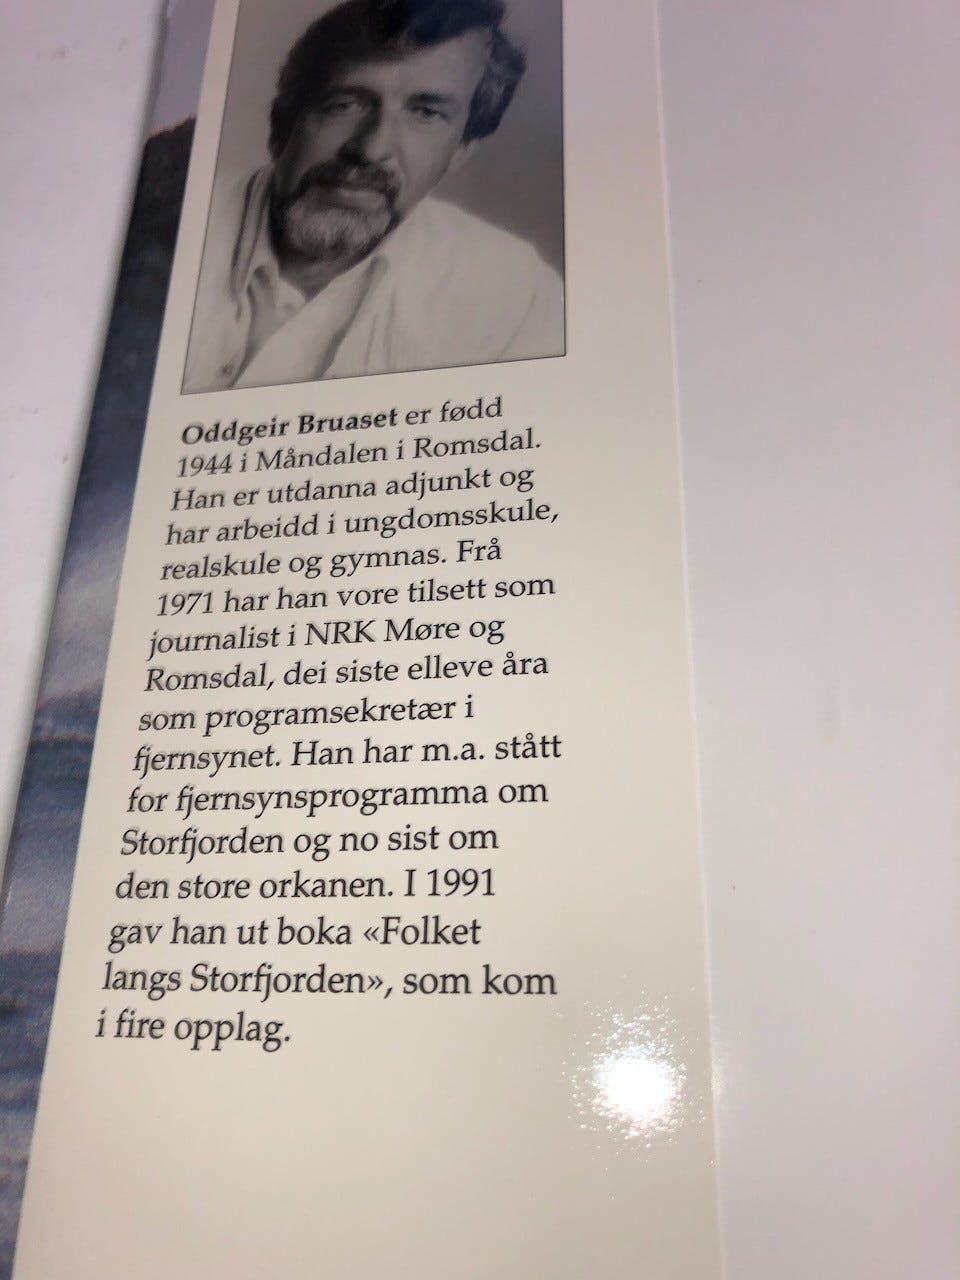 Oddgeir Bruaset er fødd
1944 i Måndalen i Romsdal.
Han er utdanna adjunkt og
har arbeidd i ungdomsskule,
realskule og gymnas. Frå
1971 har han vore tilsett som
journalist i NRK Møre og
Romsdal, dei siste elleve åra
som programsekretær i
fjernsynet. Han har m.a. stått
for fjernsynsprogramma om
Storfjorden og no sist om
den store orkanen. I 1991
gav han ut boka «Folket
langs Storfjorden», som kom
i fire opplag.